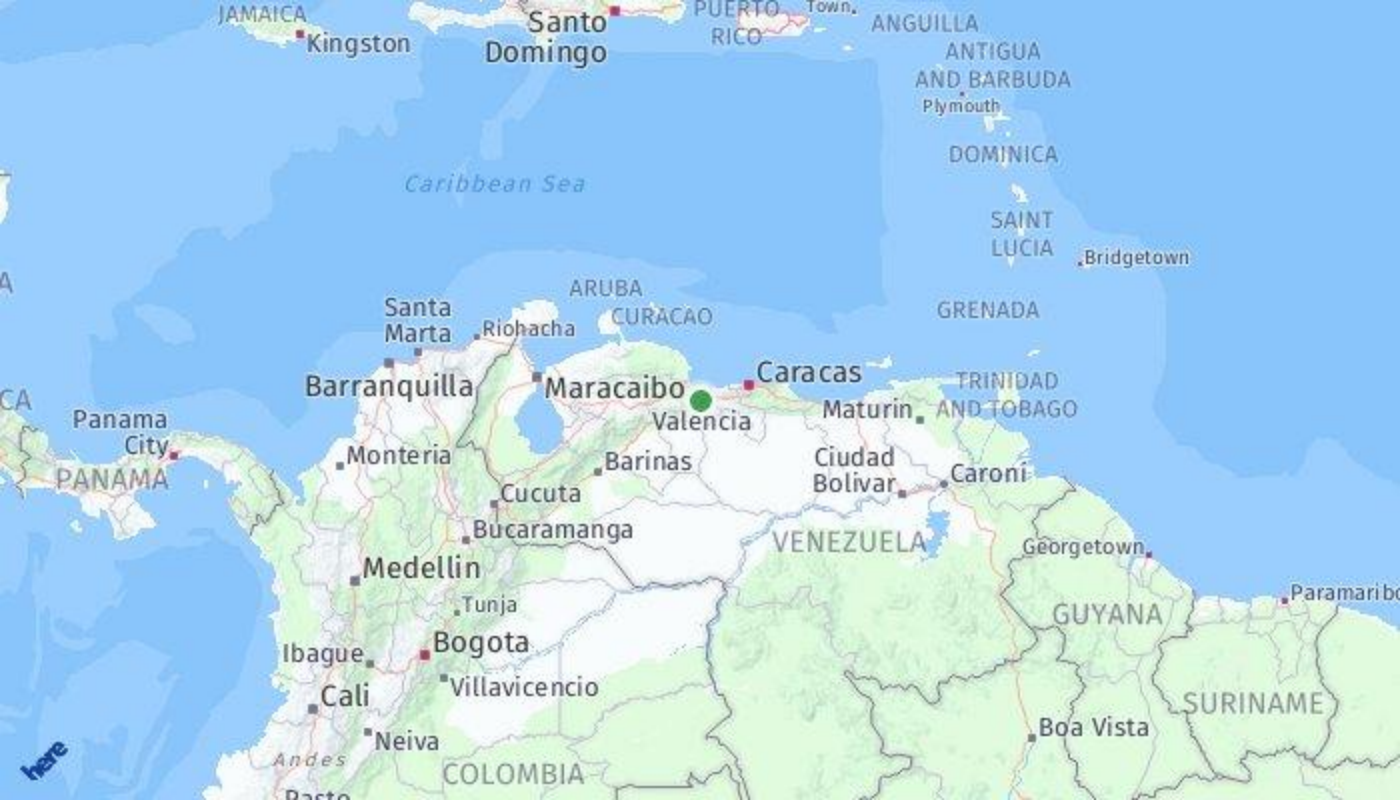 JAMAICA
Kingston
Santo
Domingo
PUERTO
RICO
Town
ANGUILLA
ANTIGUA
AND BARBUDA
Plymouth
DOMINICA
Caribbean Sea
SAINT
LUCIA
Bridgetown
ARUBA
CURACAO
GRENADA
Santa
Marta
Riohacha
Barranquilla
Maracaibo
Caracas
Valencia
Maturin
TRINIDAD
AND TOBAGO
CA
A
Panama
City
PANAMA
Monteria
Barinas
Ciudad
Bolivar
Caroní
Cucuta
Bucaramanga
VENEZUELA
Georgetown
Medellin
Tunja
Paramaribo
GUYANA
Bogota
Ibague
Villavicencio
Cali
SURINAME
Neiva
Boa Vista
Andes
COLOMBIA
Pasto
here